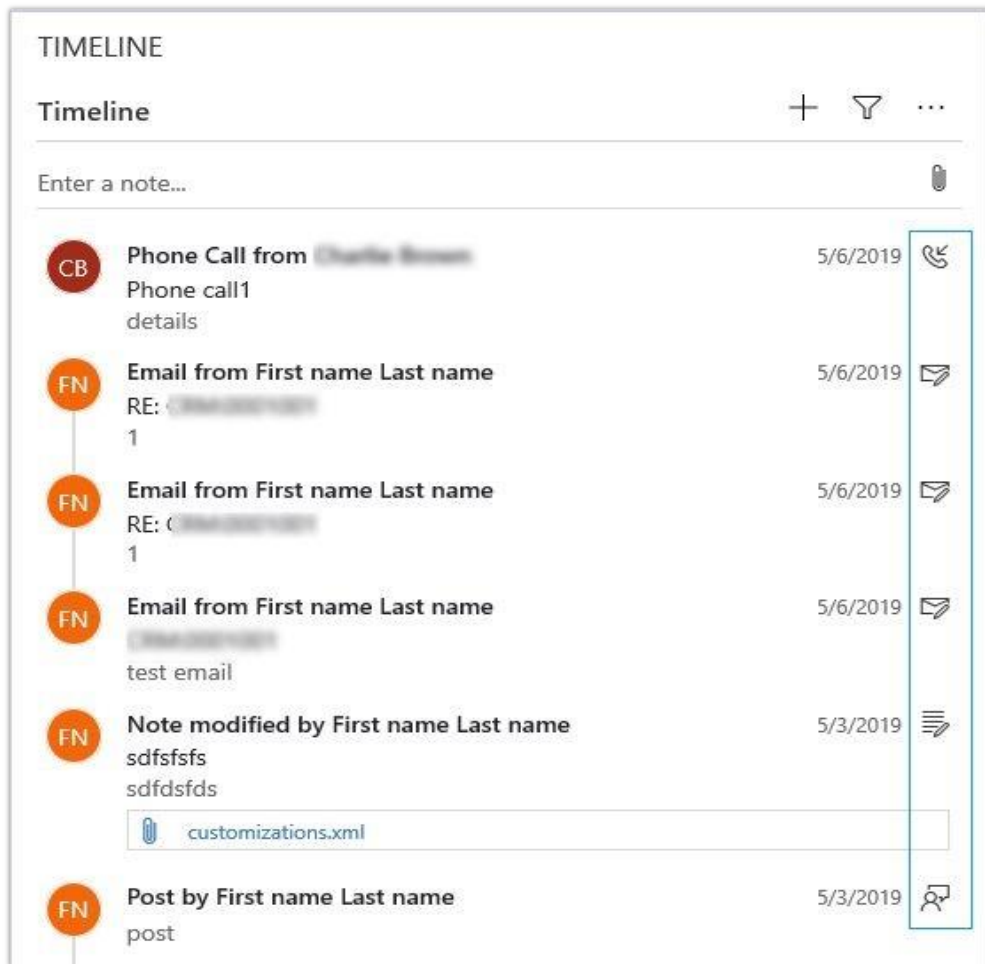 TIMELINE
Timeline
Enter a note...
CB
Phone Call from
5/6/2019
Phone call1
details
FN
Email from First name Last name
5/6/2019
RE:
1
FN
Email from First name Last name
5/6/2019
RE:
1
FN
Email from First name Last name
5/6/2019
test email
FN
Note modified by First name Last name
5/3/2019
sdfsfsfs
sdfdsfds
customizations.xml
FN
Post by First name Last name
5/3/2019
post